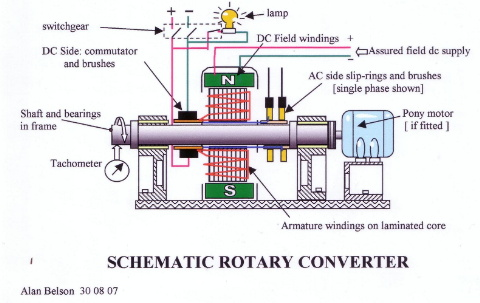 + −
lamp
switchgear
DC Side: commutator
and brushes
DC Field windings
+
−
Assured field dc supply
N
AC side slip-rings and brushes
[single phase shown]
Shaft and bearings
in frame
Pony motor
[ if fitted ]
Tachometer
S
Armature windings on laminated core
SCHEMATIC ROTARY CONVERTER
Alan Belson 30 08 07